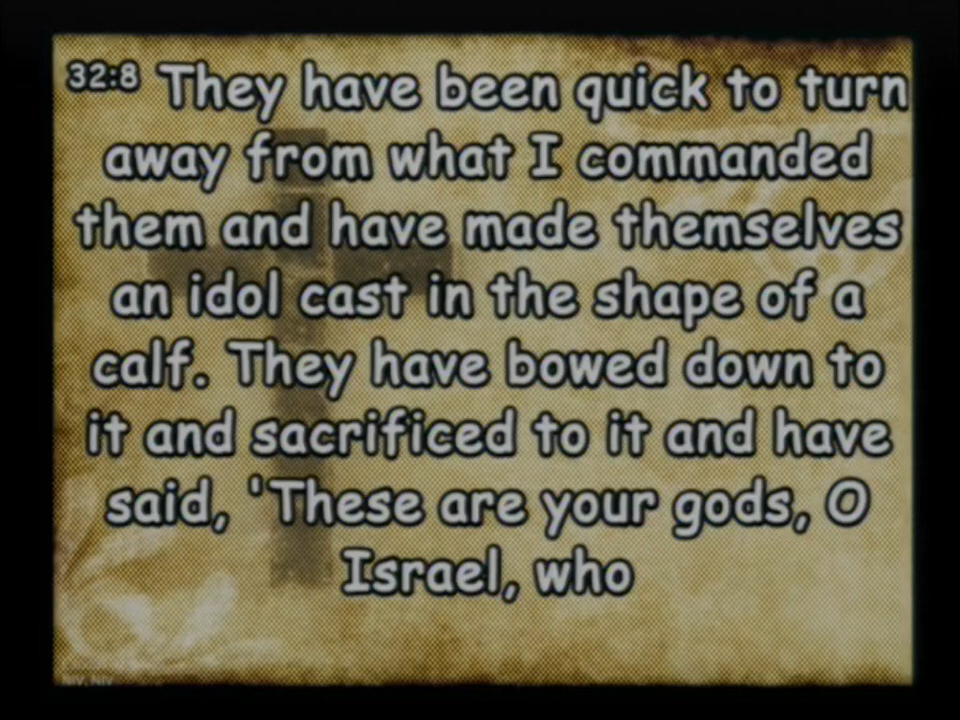 32:8 They have been quick to turn
away from what I commanded
them and have made themselves
an idol cast in the shape of a
calf. They have bowed down to
it and sacrificed to it and have
said, 'These are your gods, O
Israel, who
NIV, NIV